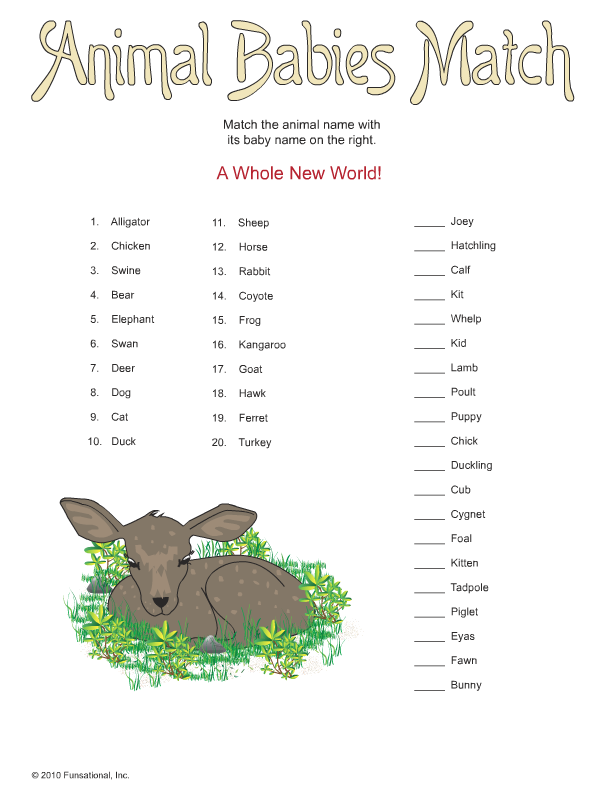 Animal Babies Match
Match the animal name with
its baby name on the right.
A Whole New World!
1. Alligator
2. Chicken
3. Swine
4. Bear
5. Elephant
6. Swan
7. Deer
8. Dog
9. Cat
10. Duck
11. Sheep
12. Horse
13. Rabbit
14. Coyote
15. Frog
16. Kangaroo
17. Goat
18. Hawk
19. Ferret
20. Turkey
_____ Joey
_____ Hatchling
_____ Calf
_____ Kit
_____ Whelp
_____ Kid
_____ Lamb
_____ Poult
_____ Puppy
_____ Chick
_____ Duckling
_____ Cub
_____ Cygnet
_____ Foal
_____ Kitten
_____ Tadpole
_____ Piglet
_____ Eyas
_____ Fawn
_____ Bunny
© 2010 Funsational, Inc.